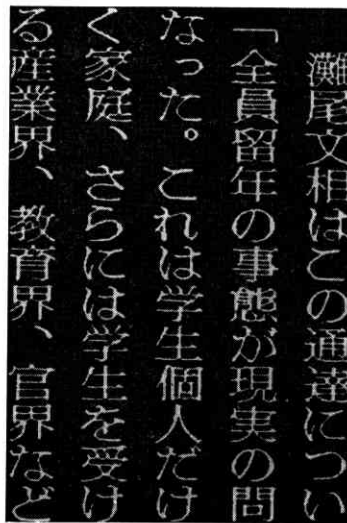 灘尾文相はこの通達につい
「全員留年の事態が現実の問
なった。これは学生個人だけ
く家庭、さらには学生を受け
る産業界、教育界、官界など